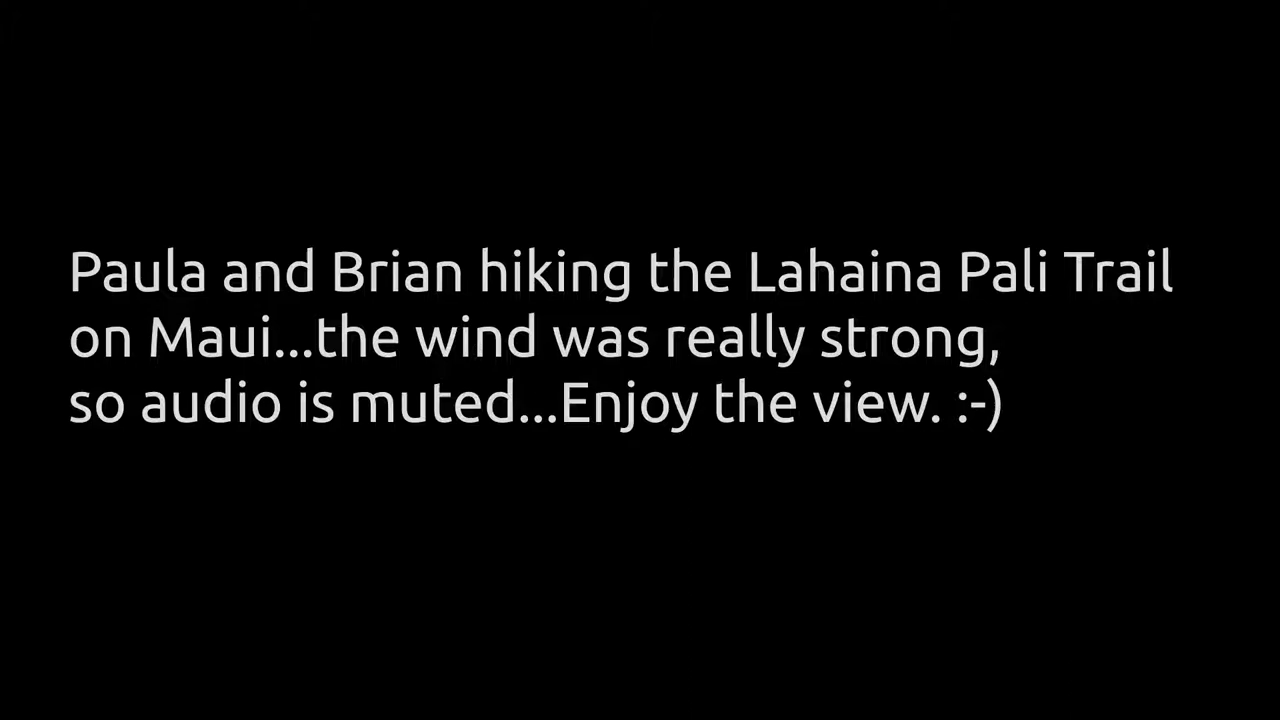 Paula and Brian hiking the Lahaina Pali Trail
on Maui...the wind was really strong,
so audio is muted...Enjoy the view. :-)